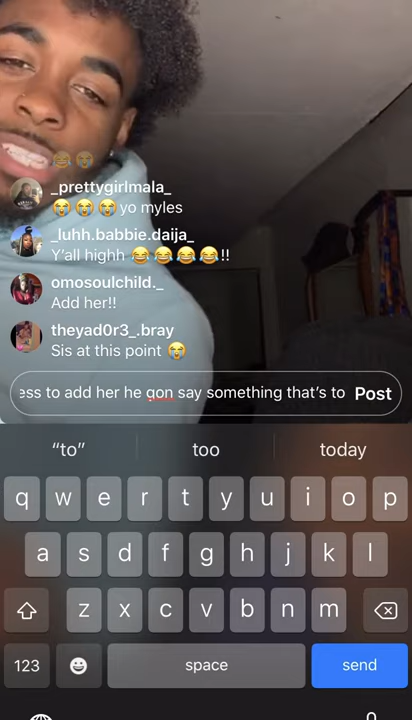 _prettygirlmala_
😭😭😭yo myles
_luhh.babbie.daija_
Y'all highh 😂😂😂😂!!
omosoulchild._
Add her!!
theyad0r3_.bray
Sis at this point 😭
ess to add her he gon say something that's to Post
“to” too today
q w e r t y u i o p
a s d f g h j k l
z x c v b n m
123 space send